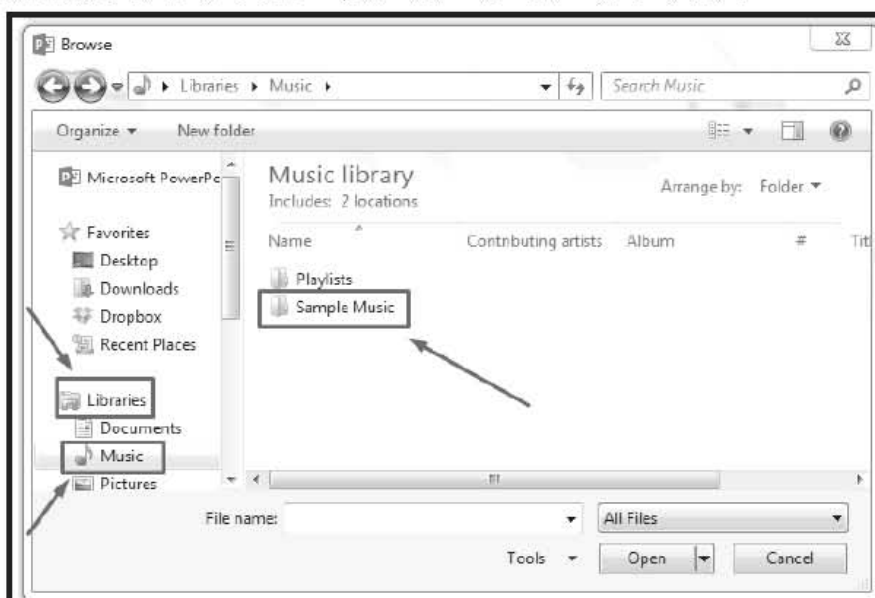 Browse
Libraries Music
Search Music
Organize
New folder
Microsoft PowerPc
Favorites
Desktop
Downloads
Dropbox
Recent Places
Libraries
Documents
Music
Pictures
Music library
Includes: 2 locations
Arrange by: Folder
Name Contributing artists Album # Titl
Playlists
Sample Music
File name:
All Files
Tools
Open
Cancel